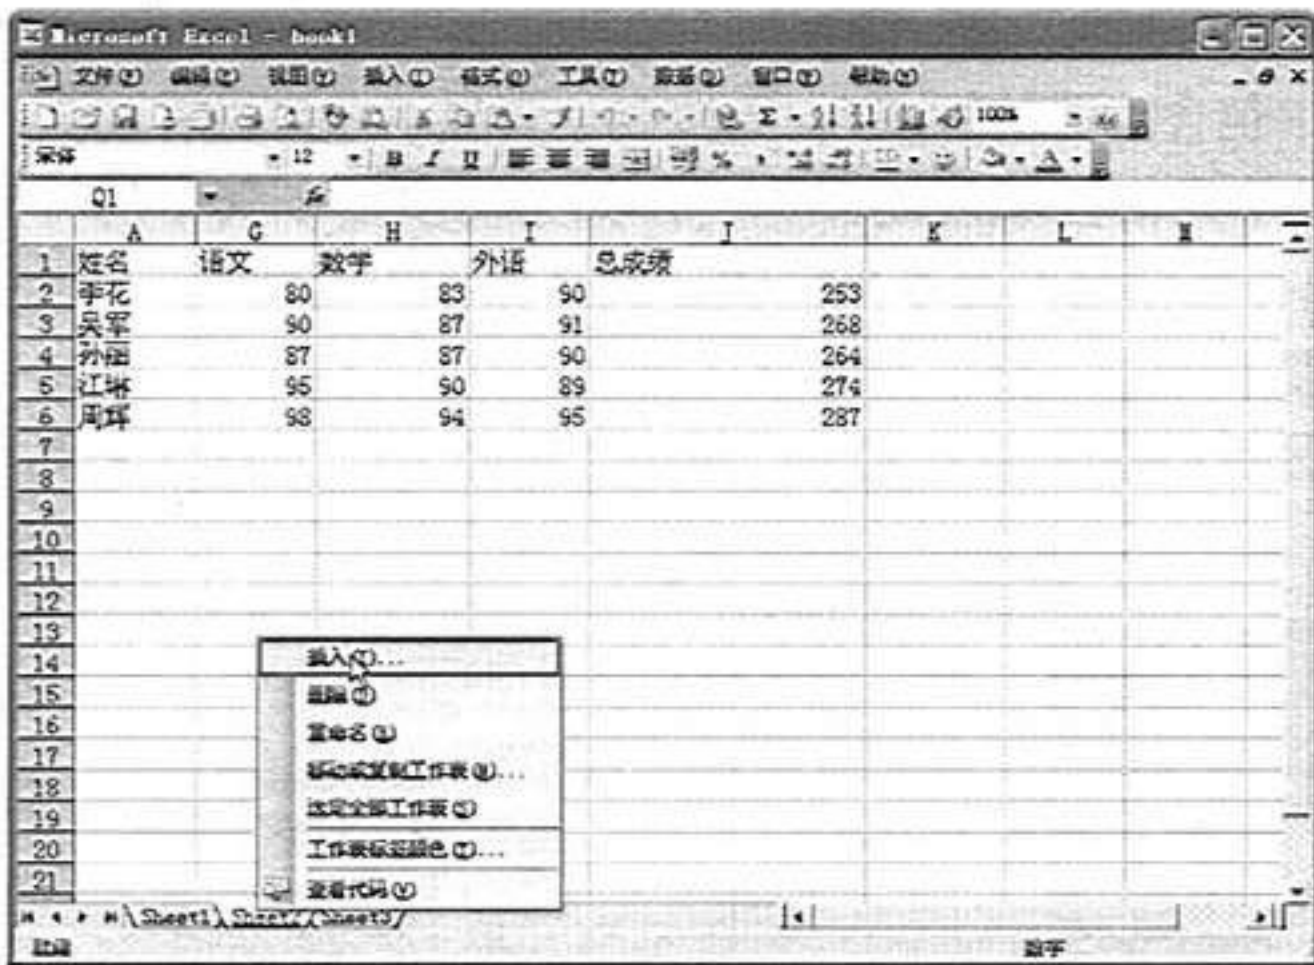 Microsoft Excel - book1
文件(F) 编辑(E) 视图(V) 插入(I) 格式(O) 工具(T) 数据(D) 窗口(W) 帮助(H)
Σ 100%
宋体 12 B I U %
Q1 fx
A G H I J K L M
1 姓名 语文 数学 外语 总成绩
2 李花 80 83 90 253
3 吴军 90 87 91 268
4 孙丽 87 87 90 264
5 江琳 95 90 89 274
6 周辉 98 94 95 287
7
8
9
10
11
12
13
14
15
16
17
18
19
20
21
插入(I)...
删除(D)
重命名(R)
移动或复制工作表(M)...
选定全部工作表(S)
工作表标签颜色(T)...
查看代码(V)
Sheet1 Sheet2 Sheet3
就绪 数字